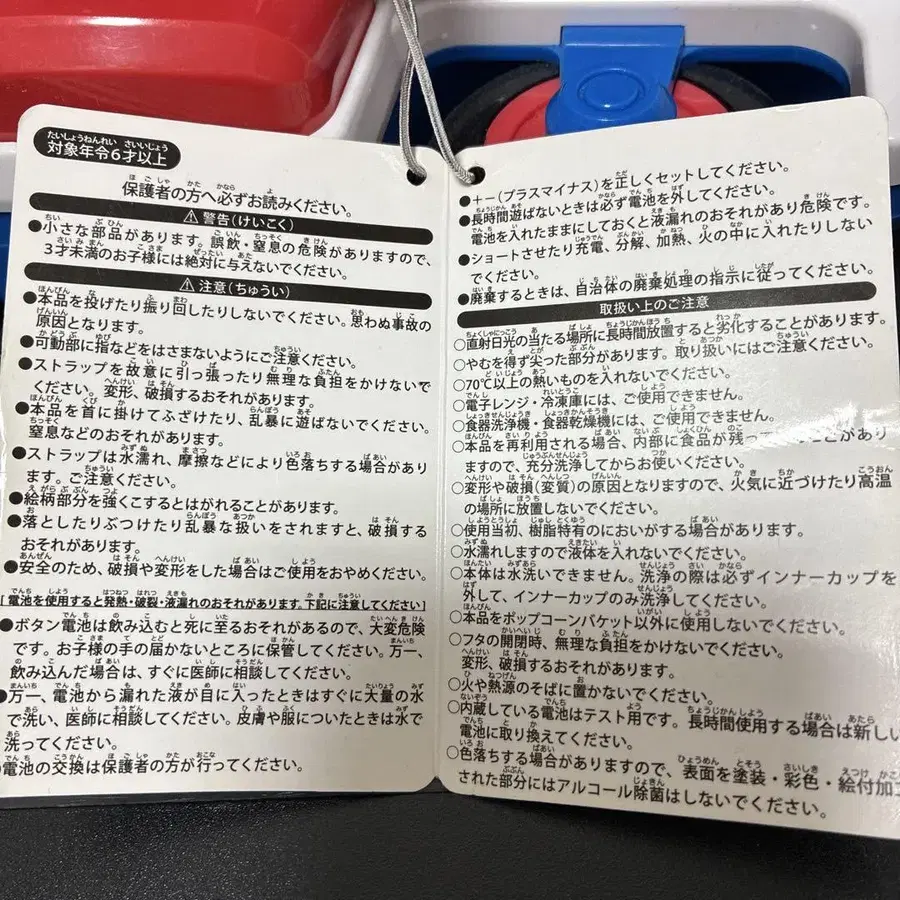 対象年令6才以上
保護者の方へ必ずお読みください。
⚠警告(けいこく)
●小さな部品があります。誤飲・窒息の危険がありますので、
3才未満のお子様には絶対に与えないでください。
⚠注意(ちゅうい)
●本品を投げたり振り回したりしないでください。思わぬ事故の
原因となります。
●可動部に指などをはさまないようにご注意ください。
●ストラップを故意に引っ張ったり無理な負担をかけないで
ください。変形、破損するおそれがあります。
●本品を首に掛けてふざけたり、乱暴に遊ばないでください。
窒息などのおそれがあります。
●ストラップは水濡れ、摩擦などにより色落ちする場合があり
ます。ご注意ください。
●絵柄部分を強くこするとはがれることがあります。
●落としたりぶつけたり乱暴な扱いをされますと、破損する
おそれがあります。
●安全のため、破損や変形をした場合はご使用をおやめください。
[電池を使用すると発熱・破裂・液漏れのおそれがあります。下記に注意してください]
●ボタン電池は飲み込むと死に至るおそれがあるので、大変危険
です。お子様の手の届かないところに保管してください。万一、
飲み込んだ場合は、すぐに医師に相談してください。
●万一、電池から漏れた液が目に入ったときはすぐに大量の水
で洗い、医師に相談してください。皮膚や服についたときは水で
洗ってください。
●電池の交換は保護者の方が行ってください。
●+−(プラスマイナス)を正しくセットしてください。
●長時間遊ばないときは必ず電池を外してください。
電池を入れたままにしておくと液漏れのおそれがあり危険です。
●ショートさせたり充電、分解、加熱、火の中に入れたりしない
でください。
●廃棄するときは、自治体の廃棄処理の指示に従ってください。
取扱い上のご注意
○直射日光の当たる場所に長時間放置すると劣化することがあります。
○やむを得ず尖った部分があります。取り扱いにはご注意ください。
○70℃以上の熱いものを入れないでください。
○電子レンジ・冷凍庫には、ご使用できません。
○食器洗浄機・食器乾燥機には、ご使用できません。
○本品を再利用される場合、内部に食品が残っていることがあり
ますので、充分洗浄してからお使いください。
○変形や破損(変質)の原因となりますので、火気に近づけたり高温
の場所に放置しないでください。
○使用当初、樹脂特有のにおいがする場合があります。
○水濡れしますので液体を入れないでください。
○本体は水洗いできません。洗浄の際は必ずインナーカップを
外して、インナーカップのみ洗浄してください。
○本品をポップコーンバケット以外に使用しないでください。
○フタの開閉時、無理な負担をかけないでください。
変形、破損するおそれがあります。
○火や熱源のそばに置かないでください。
○内蔵している電池はテスト用です。長時間使用する場合は新しい
電池に取り換えてください。
○色落ちする場合がありますので、表面を塗装・彩色・絵付加工
された部分にはアルコール除菌はしないでください。